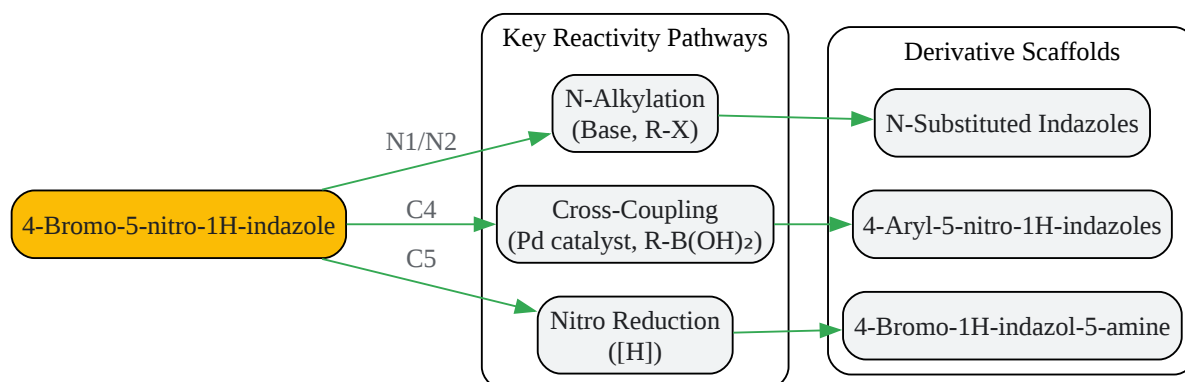 Key Reactivity Pathways
Derivative Scaffolds
N-Alkylation
(Base, R-X)
N-Substituted Indazoles
N1/N2
4-Bromo-5-nitro-1H-indazole
C4
Cross-Coupling
(Pd catalyst, R-B(OH)₂)
4-Aryl-5-nitro-1H-indazoles
C5
Nitro Reduction
([H])
4-Bromo-1H-indazol-5-amine